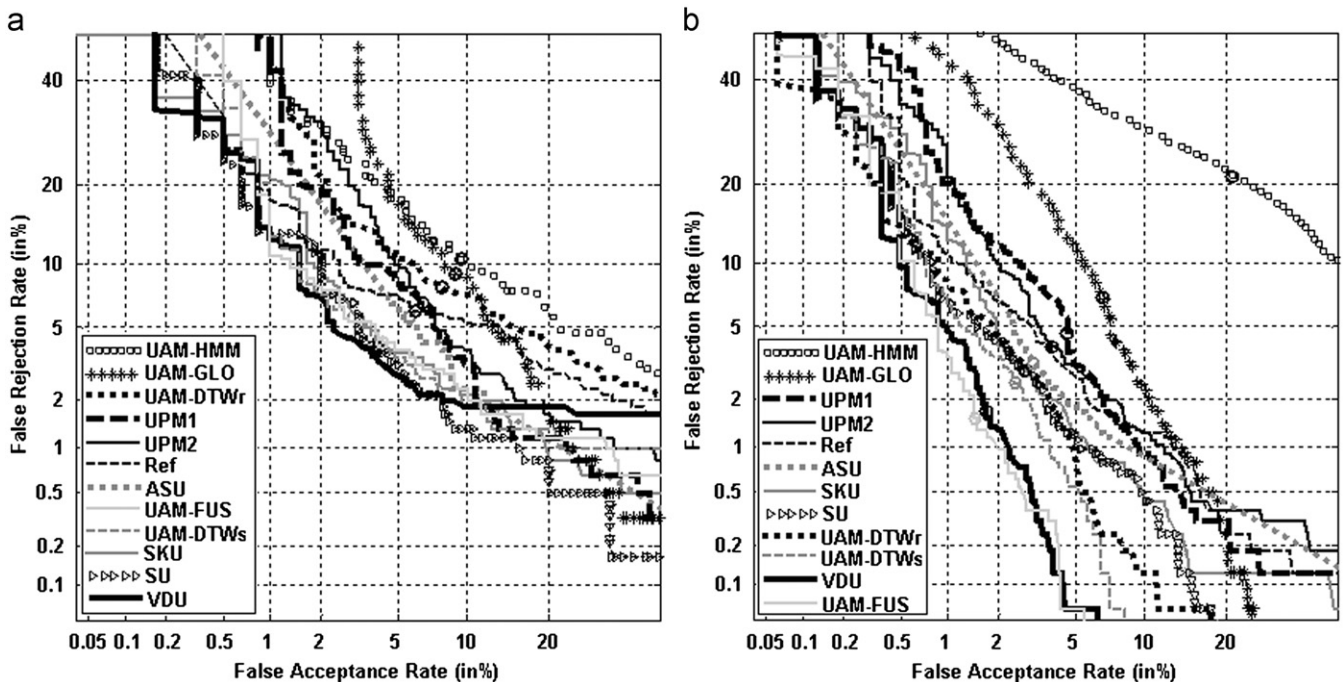 a
False Rejection Rate (in%)
40
20
10
5
2
1
0.5
0.2
0.1
UAM-HMM
UAM-GLO
UAM-DTWr
UPM1
UPM2
Ref
ASU
UAM-FUS
UAM-DTWs
SKU
SU
VDU
0.05 0.1 0.2 0.5 1 2 5 10 20
False Acceptance Rate (in%)
b
False Rejection Rate (in%)
40
20
10
5
2
1
0.5
0.2
0.1
UAM-HMM
UAM-GLO
UPM1
UPM2
Ref
ASU
SKU
SU
UAM-DTWr
UAM-DTWs
VDU
UAM-FUS
0.05 0.1 0.2 0.5 1 2 5 10 20
False Acceptance Rate (in%)